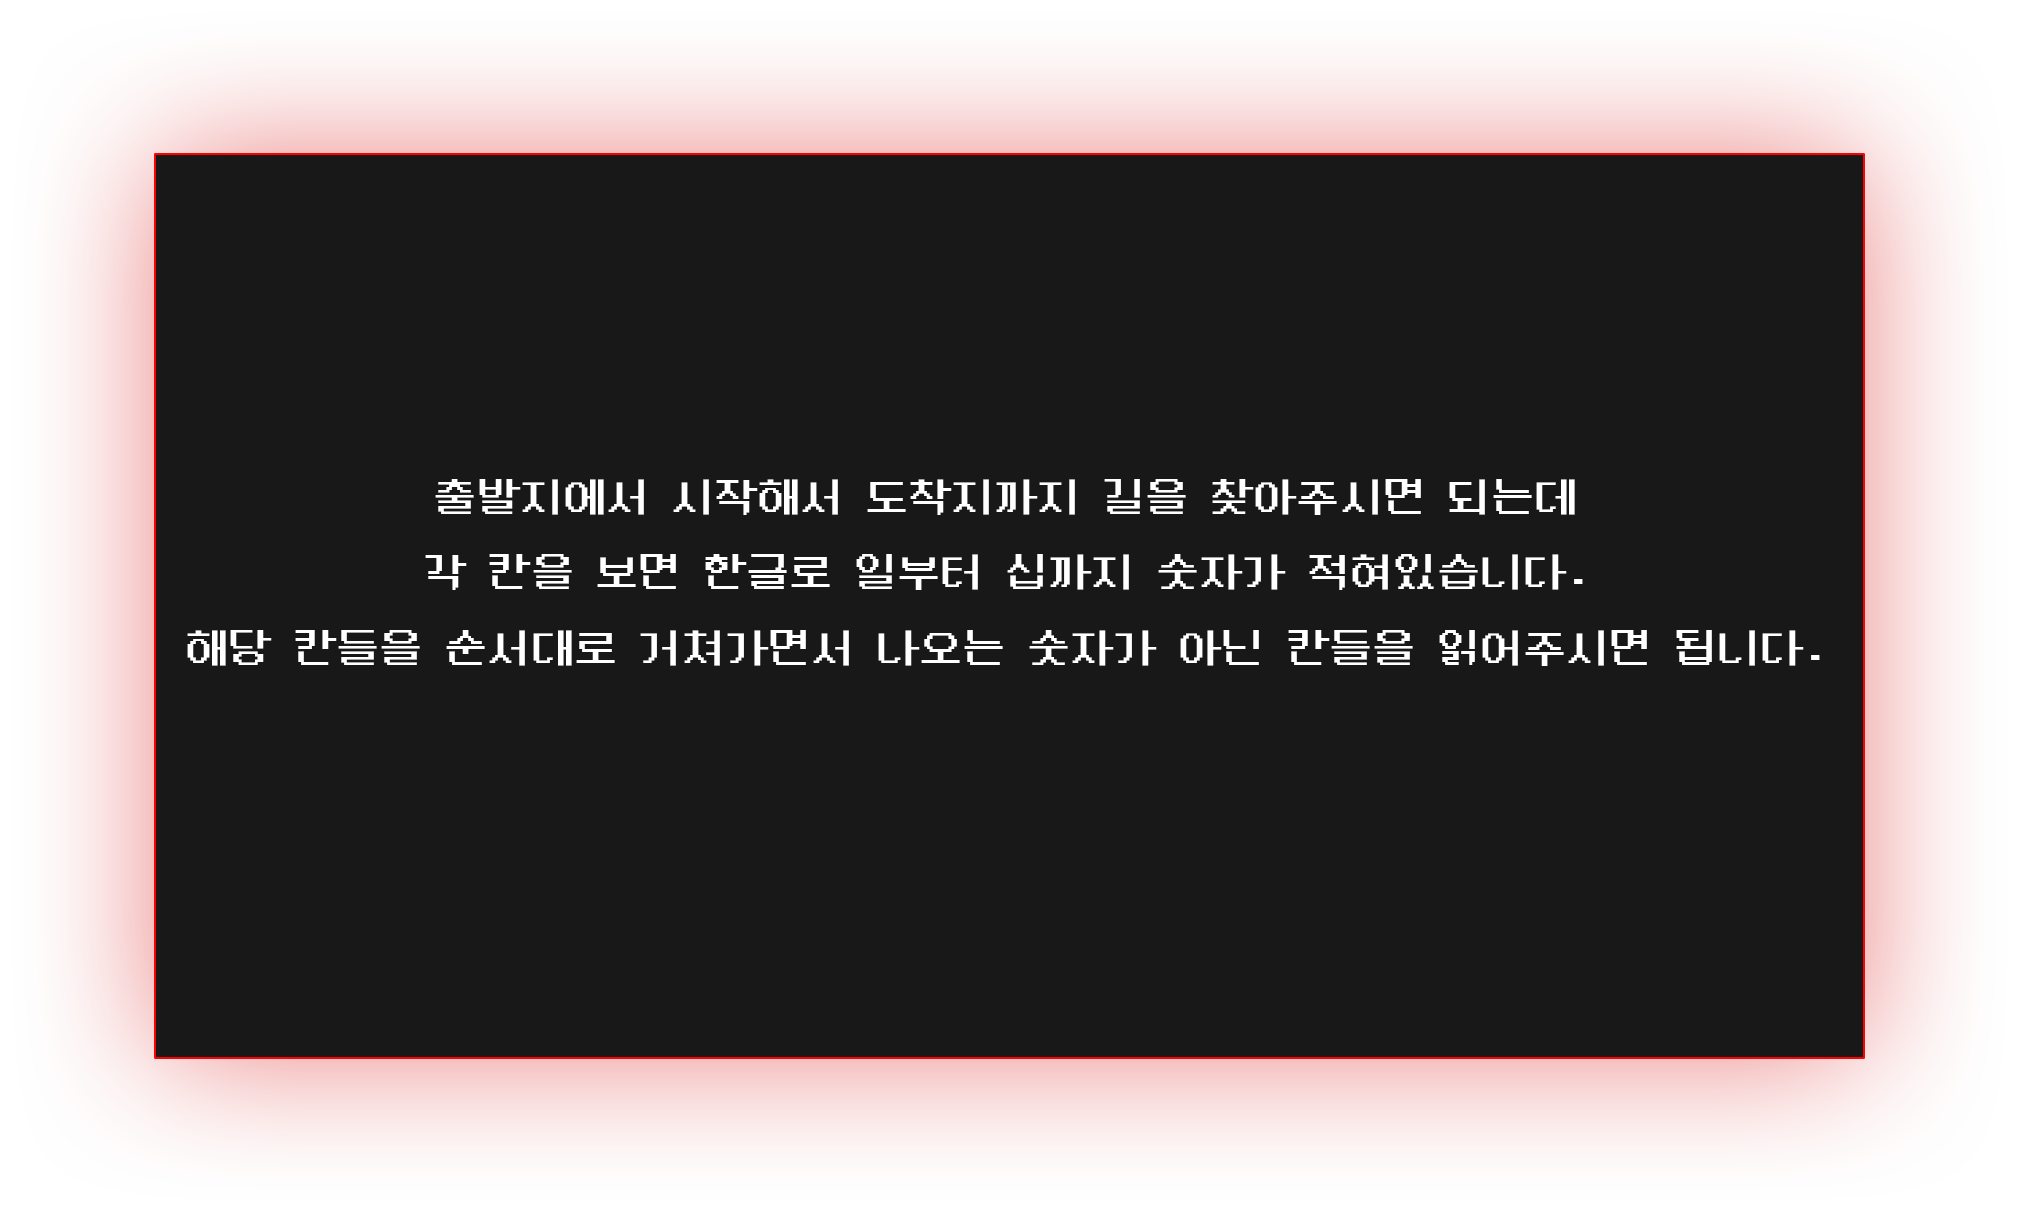 출발지에서 시작해서 도착지까지 길을 찾아주시면 되는데
각 칸을 보면 한글로 일부터 십까지 숫자가 적혀있습니다.
해당 칸들을 순서대로 거쳐가면서 나오는 숫자가 아닌 칸들을 읽어주시면 됩니다.